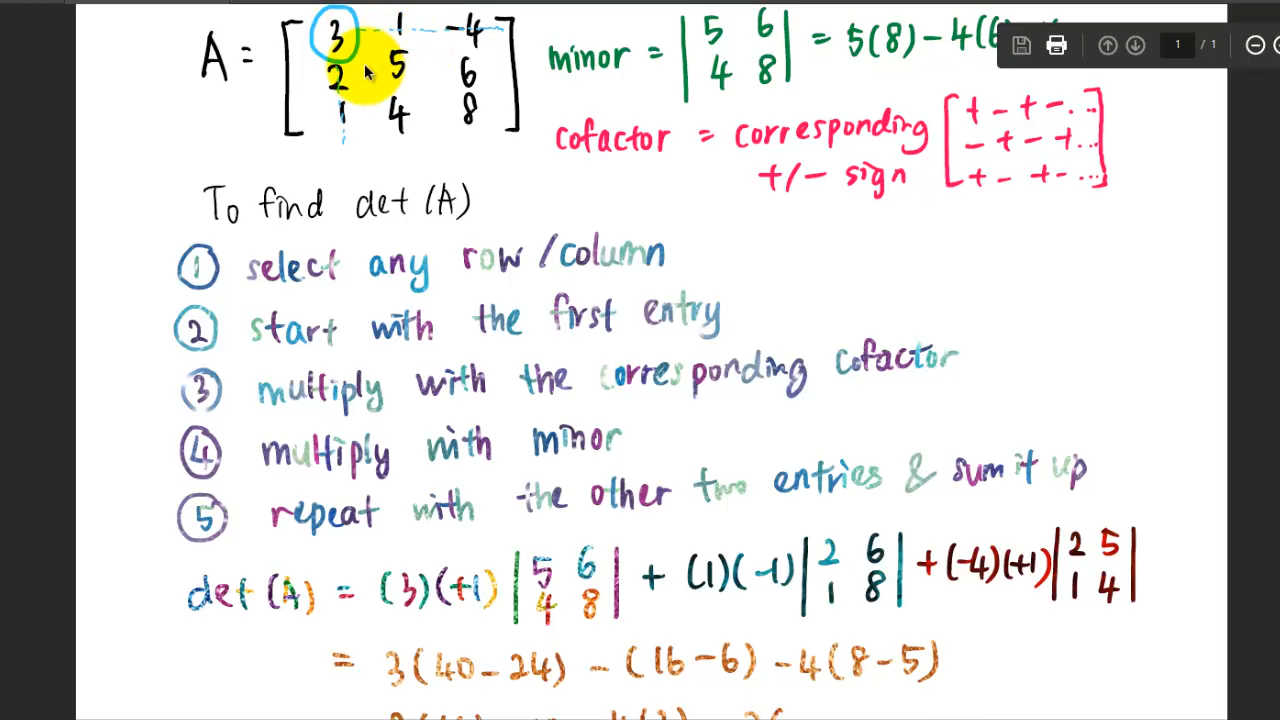 A = [ 3 1 -4
2 5 6
1 4 8 ]
minor = | 5 6 | = 5(8) - 4(6
| 4 8 |
1 / 1
cofactor = corresponding [ + - + - ...
+/- sign - + - + ...
+ - + - ... ]
To find det (A)
① select any row / column
② start with the first entry
③ multiply with the corresponding cofactor
④ multiply with minor
⑤ repeat with the other two entries & sum it up
det (A) = (3)(+1) | 5 6 | + (1)(-1) | 2 6 | + (-4)(+1) | 2 5 |
| 4 8 | | 1 8 | | 1 4 |
= 3(40 - 24) - (16 - 6) - 4(8 - 5)